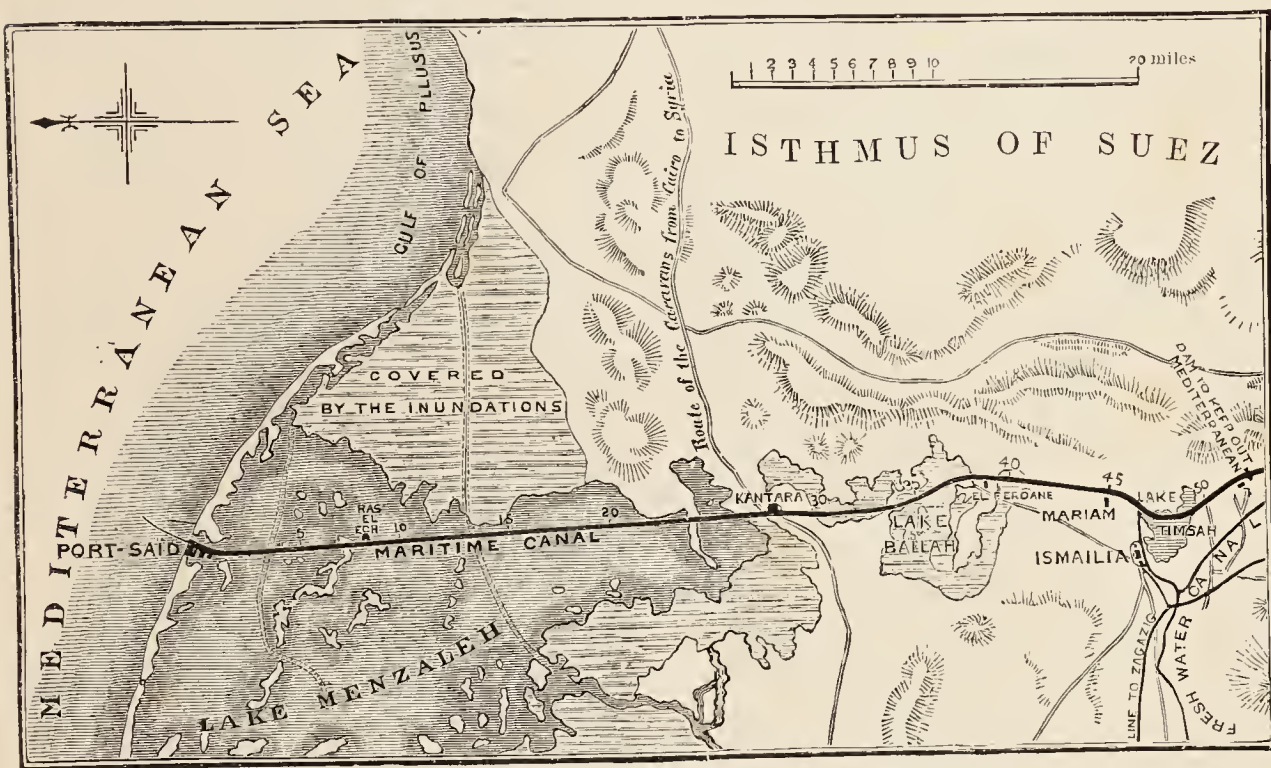 1 2 3 4 5 6 7 8 9 10 20 miles
ISTHMUS OF SUEZ
MEDITERRANEAN SEA
GULF OF PLLUSUS
Route of the Caravans from Cairo to Syria
COVERED
BY THE INUNDATIONS
DAM TO KEEP OUT
MEDITERRANEAN
PORT-SAÏD
5
RAS
EL
ECH
10
15
20
MARITIME CANAL
KANTARA
30
35
40
EL FERDANE
45
MARIAM
LAKE
50
TIMSAH
LAKE
BALLAH
ISMAILIA
LAKE MENZALEH
LINE TO ZAGAZIG
FRESH WATER CANAL